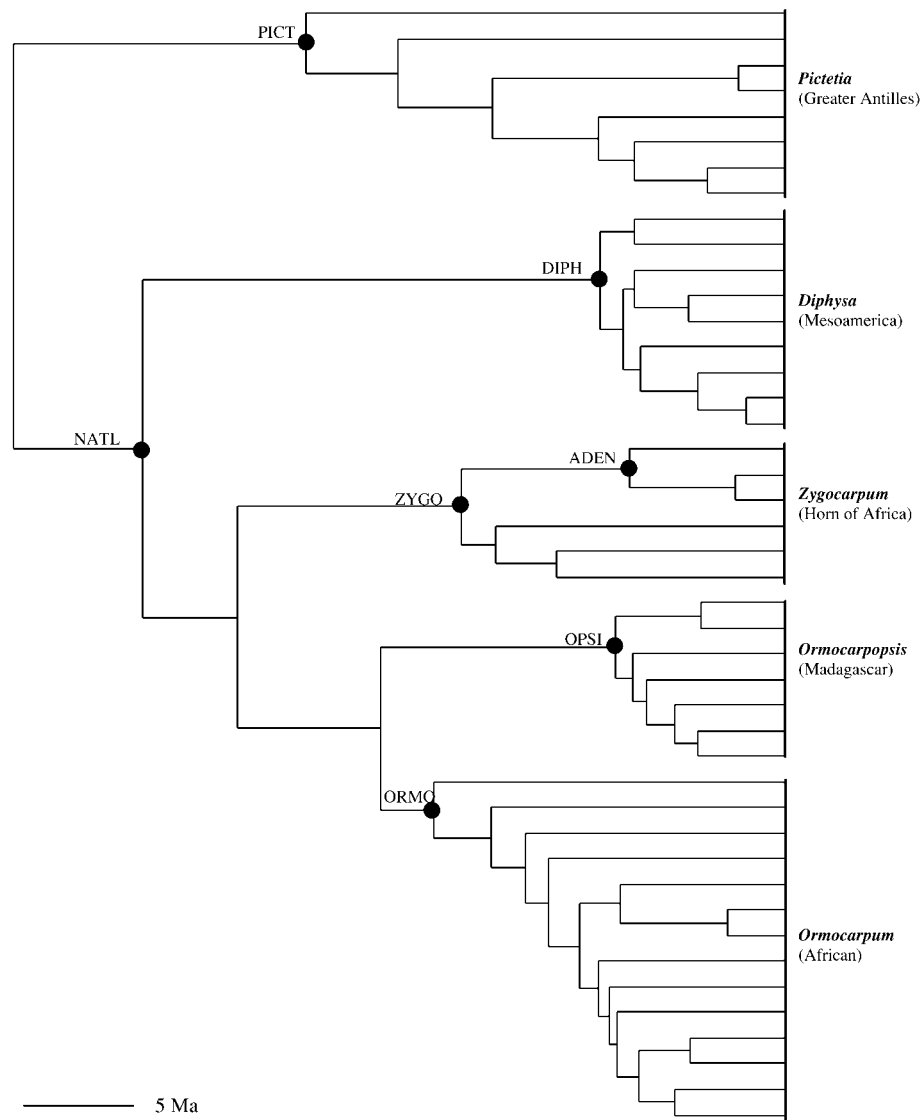 PICT
Pictetia
(Greater Antilles)
DIPH
Diphysa
(Mesoamerica)
NATL
ADEN
ZYGO
Zygocarpum
(Horn of Africa)
OPSI
Ormocarpopsis
(Madagascar)
ORMO
Ormocarpum
(African)
5 Ma